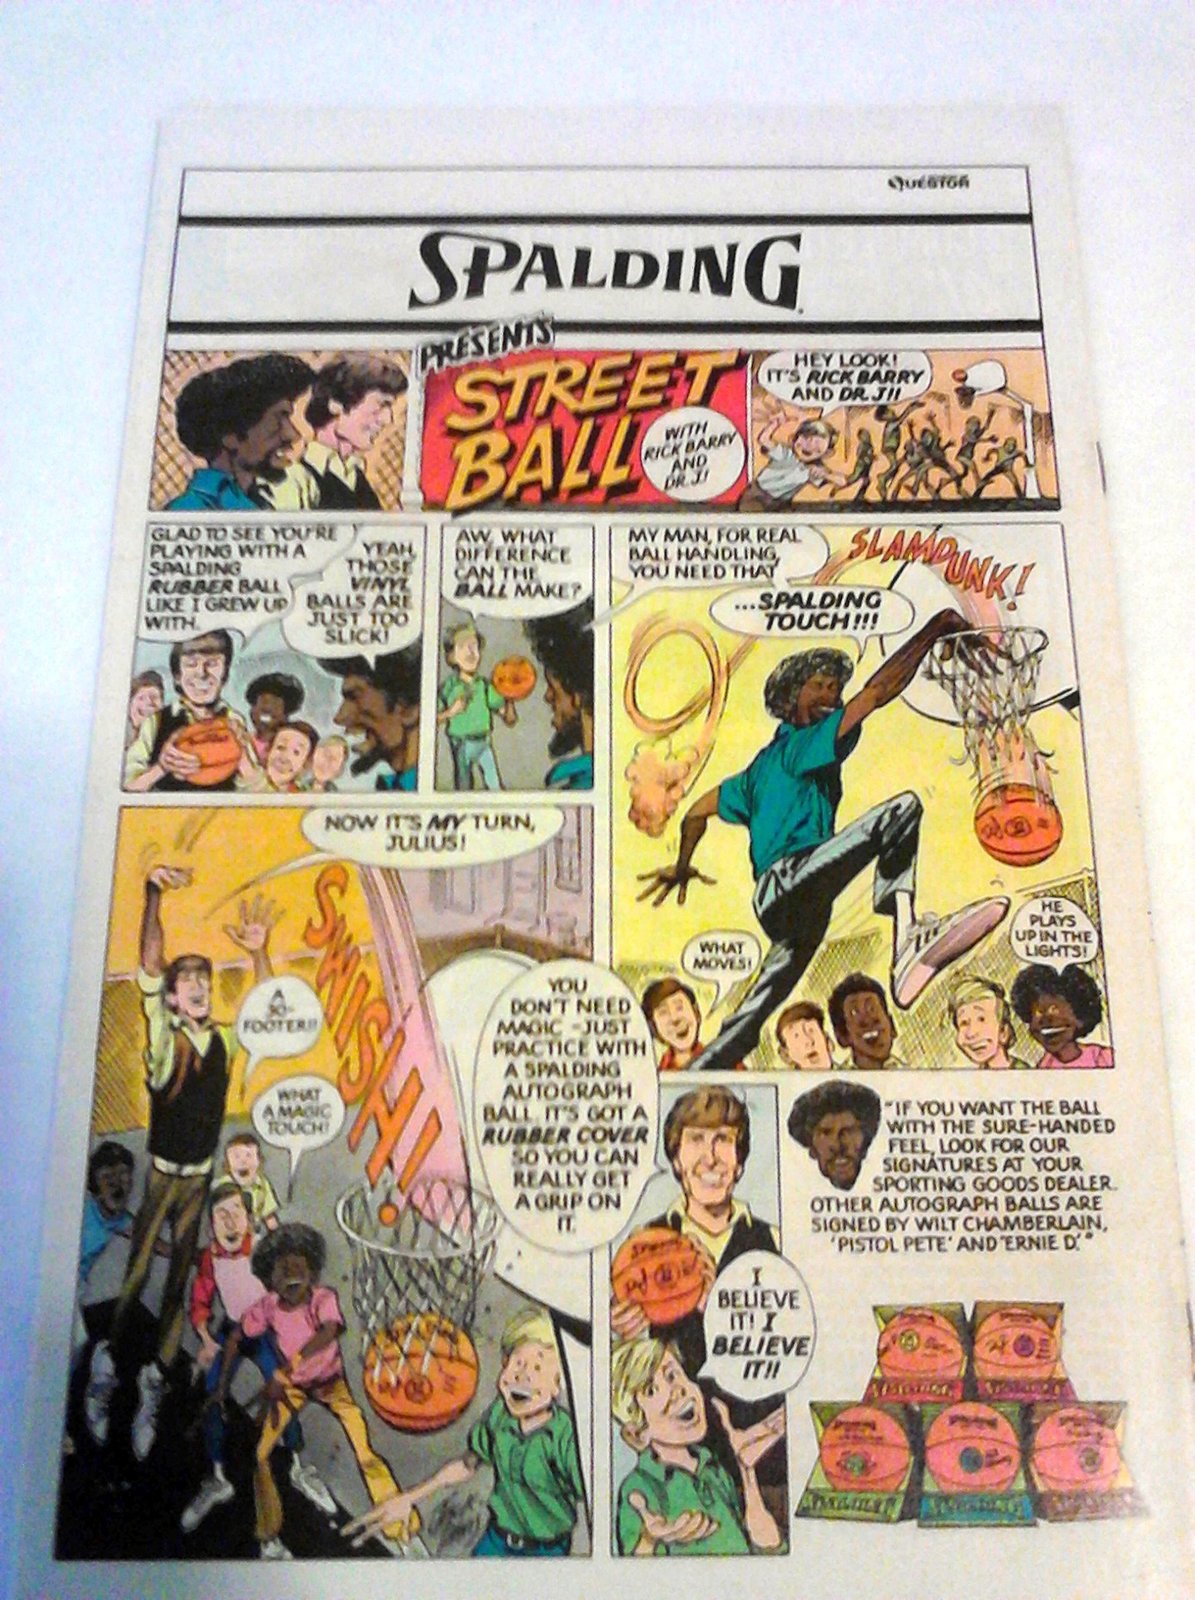 QUESTOR
SPALDING
PRESENTS
STREET
BALL
WITH
RICK BARRY
AND
DR. J!
HEY LOOK!
IT'S RICK BARRY
AND DR. J!!
GLAD TO SEE YOU'RE
PLAYING WITH A
SPALDING
RUBBER BALL
LIKE I GREW UP
WITH.
YEAH,
THOSE
VINYL
BALLS ARE
JUST TOO
SLICK!
AW, WHAT
DIFFERENCE
CAN THE
BALL MAKE?
MY MAN, FOR REAL
BALL HANDLING,
YOU NEED THAT
...SPALDING
TOUCH!!!
SLAMDUNK!
WHAT
MOVES!
HE
PLAYS
UP IN THE
LIGHTS!
NOW IT'S MY TURN,
JULIUS!
SWISH!
A
30-
FOOTER!!
WHAT
A MAGIC
TOUCH!
YOU
DON'T NEED
MAGIC - JUST
PRACTICE WITH
A SPALDING
AUTOGRAPH
BALL. IT'S GOT A
RUBBER COVER
SO YOU CAN
REALLY GET
A GRIP ON
IT.
I
BELIEVE
IT! I
BELIEVE
IT!!
"IF YOU WANT THE BALL
WITH THE SURE-HANDED
FEEL, LOOK FOR OUR
SIGNATURES AT YOUR
SPORTING GOODS DEALER.
OTHER AUTOGRAPH BALLS ARE
SIGNED BY WILT CHAMBERLAIN,
'PISTOL PETE' AND 'ERNIE D.'"
SPALDING
SPALDING
SPALDING
SPALDING
SPALDING